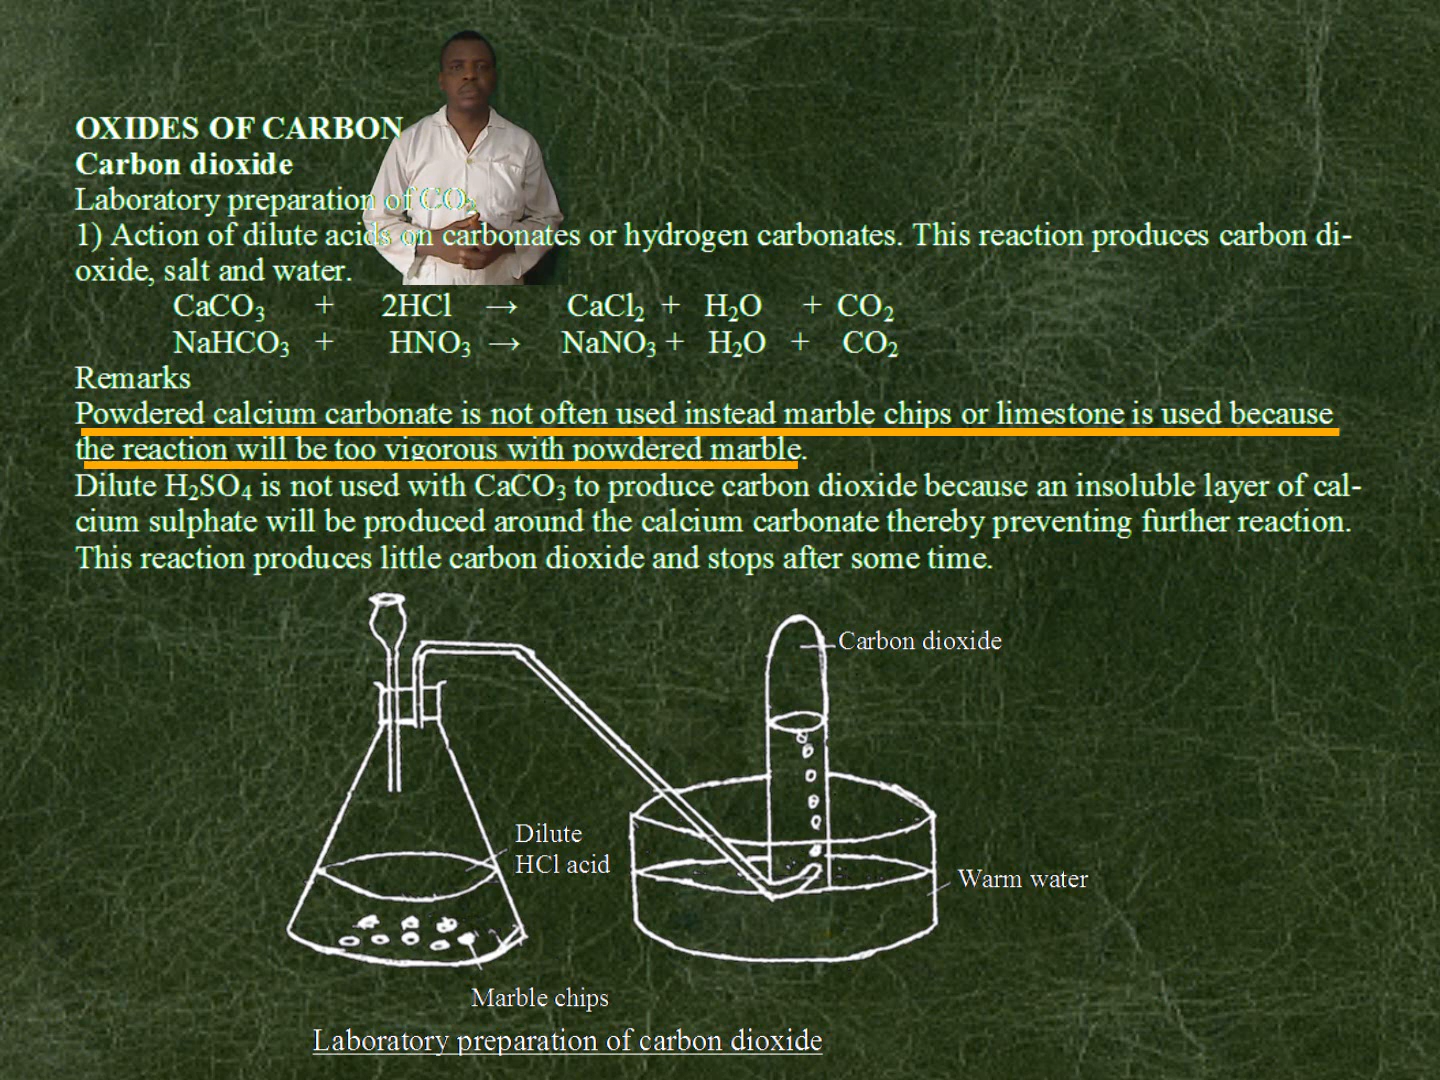 OXIDES OF CARBON
Carbon dioxide
Laboratory preparation of CO₂
1) Action of dilute acids on carbonates or hydrogen carbonates. This reaction produces carbon di-
oxide, salt and water.
CaCO₃ + 2HCl → CaCl₂ + H₂O + CO₂
NaHCO₃ + HNO₃ → NaNO₃ + H₂O + CO₂
Remarks
Powdered calcium carbonate is not often used instead marble chips or limestone is used because
the reaction will be too vigorous with powdered marble.
Dilute H₂SO₄ is not used with CaCO₃ to produce carbon dioxide because an insoluble layer of cal-
cium sulphate will be produced around the calcium carbonate thereby preventing further reaction.
This reaction produces little carbon dioxide and stops after some time.
Carbon dioxide
Dilute
HCl acid
Warm water
Marble chips
Laboratory preparation of carbon dioxide